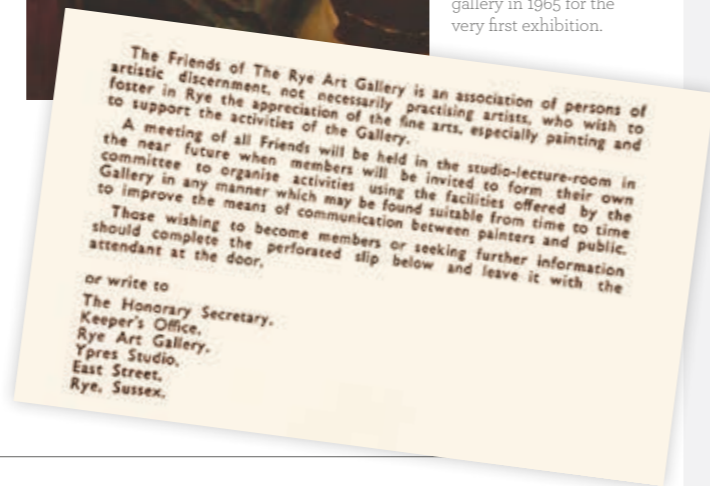 gallery in 1965 for the
very first exhibition.
The Friends of The Rye Art Gallery is an association of persons of
artistic discernment, not necessarily practising artists, who wish to
foster in Rye the appreciation of the fine arts, especially painting and
to support the activities of the Gallery.
A meeting of all Friends will be held in the studio-lecture-room in
the near future when members will be invited to form their own
committee to organise activities using the facilities offered by the
Gallery in any manner which may be found suitable from time to time
to improve the means of communication between painters and public.
Those wishing to become members or seeking further information
should complete the perforated slip below and leave it with the
attendant at the door,
or write to
The Honorary Secretary,
Keeper's Office,
Rye Art Gallery,
Ypres Studio,
East Street,
Rye, Sussex.